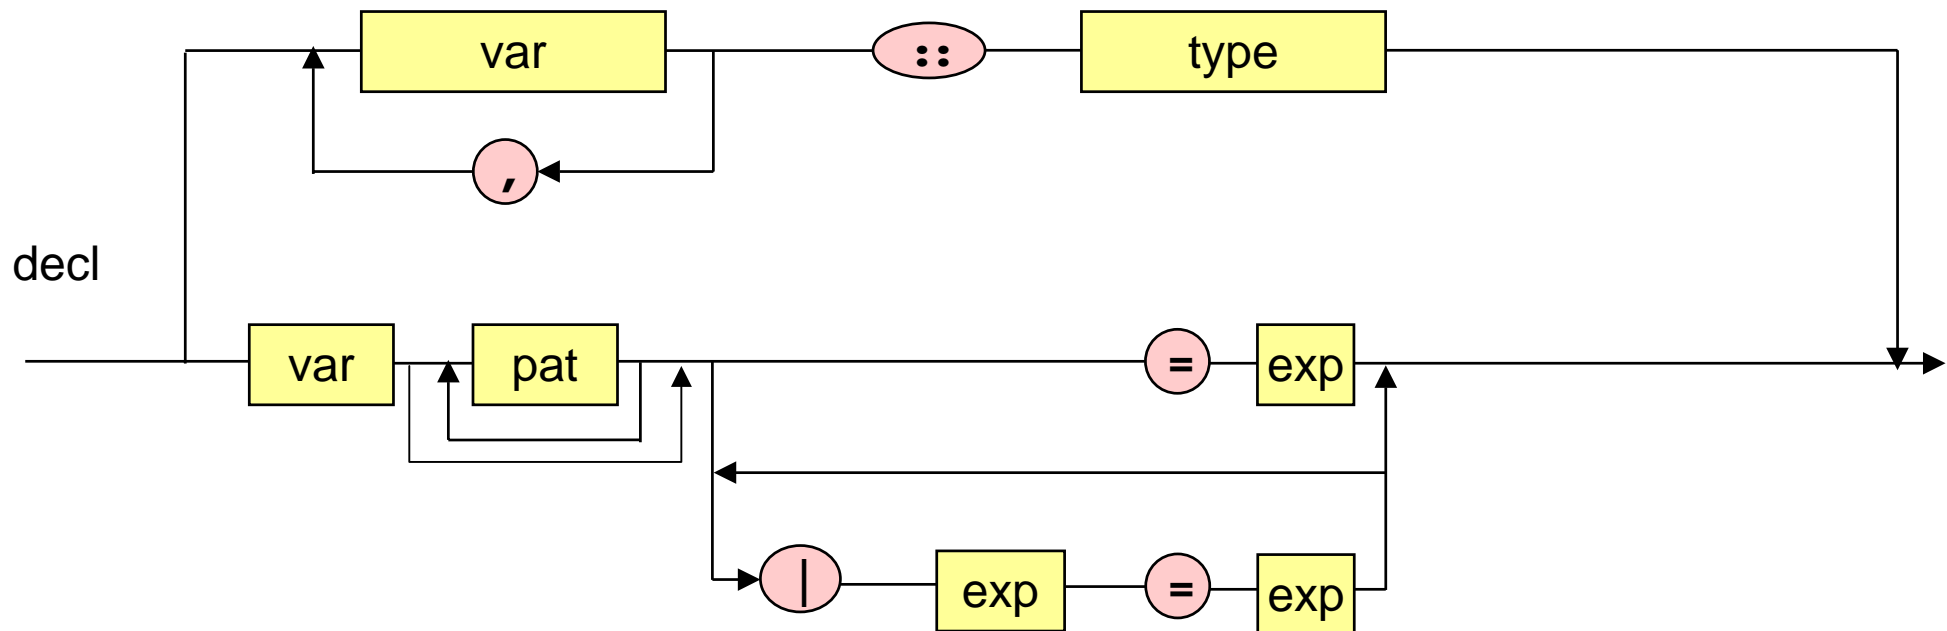 var :: type
,
decl
var pat = exp
| exp = exp